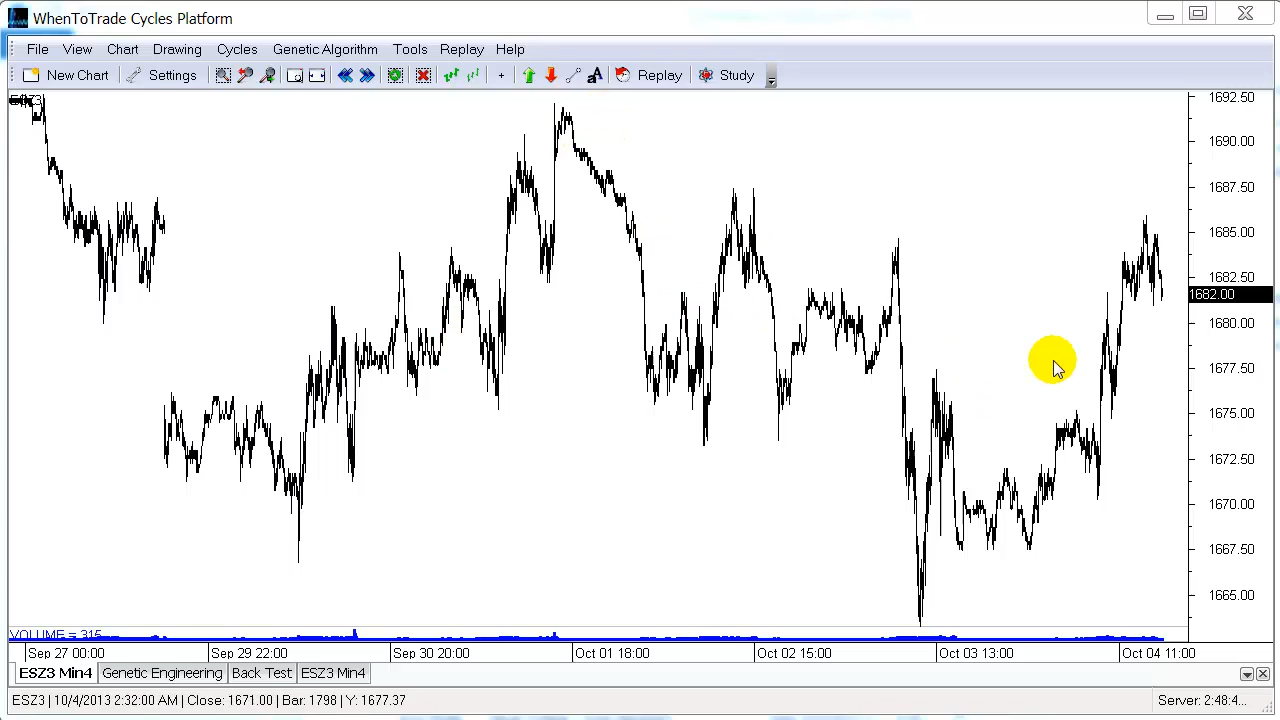 WhenToTrade Cycles Platform
File View Chart Drawing Cycles Genetic Algorithm Tools Replay Help
New Chart Settings A Replay Study
ESZ3
1692.50
1690.00
1687.50
1685.00
1682.50
1682.00
1680.00
1677.50
1675.00
1672.50
1670.00
1667.50
1665.00
VOLUME = 315
Sep 27 00:00 Sep 29 22:00 Sep 30 20:00 Oct 01 18:00 Oct 02 15:00 Oct 03 13:00 Oct 04 11:00
ESZ3 Min4 Genetic Engineering Back Test ESZ3 Min4
ESZ3 | 10/4/2013 2:32:00 AM | Close: 1671.00 | Bar: 1798 | Y: 1677.37 Server: 2:48:4...